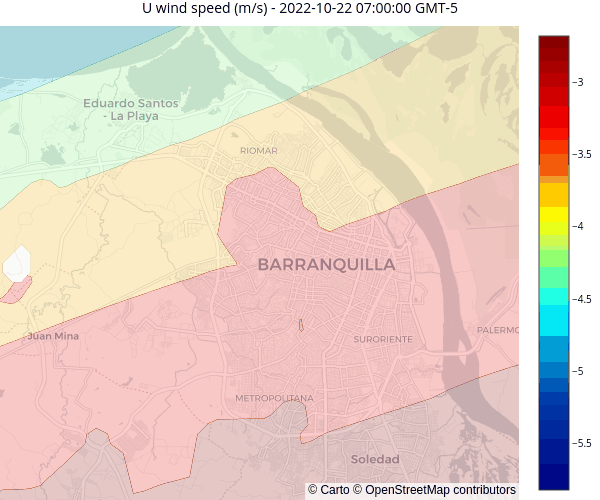 U wind speed (m/s) - 2022-10-22 07:00:00 GMT-5
Eduardo Santos
- La Playa
RIOMAR
BARRANQUILLA
Juan Mina
SURORIENTE
PALERMO
METROPOLITANA
Soledad
© Carto © OpenStreetMap contributors
−3
−3.5
−4
−4.5
−5
−5.5